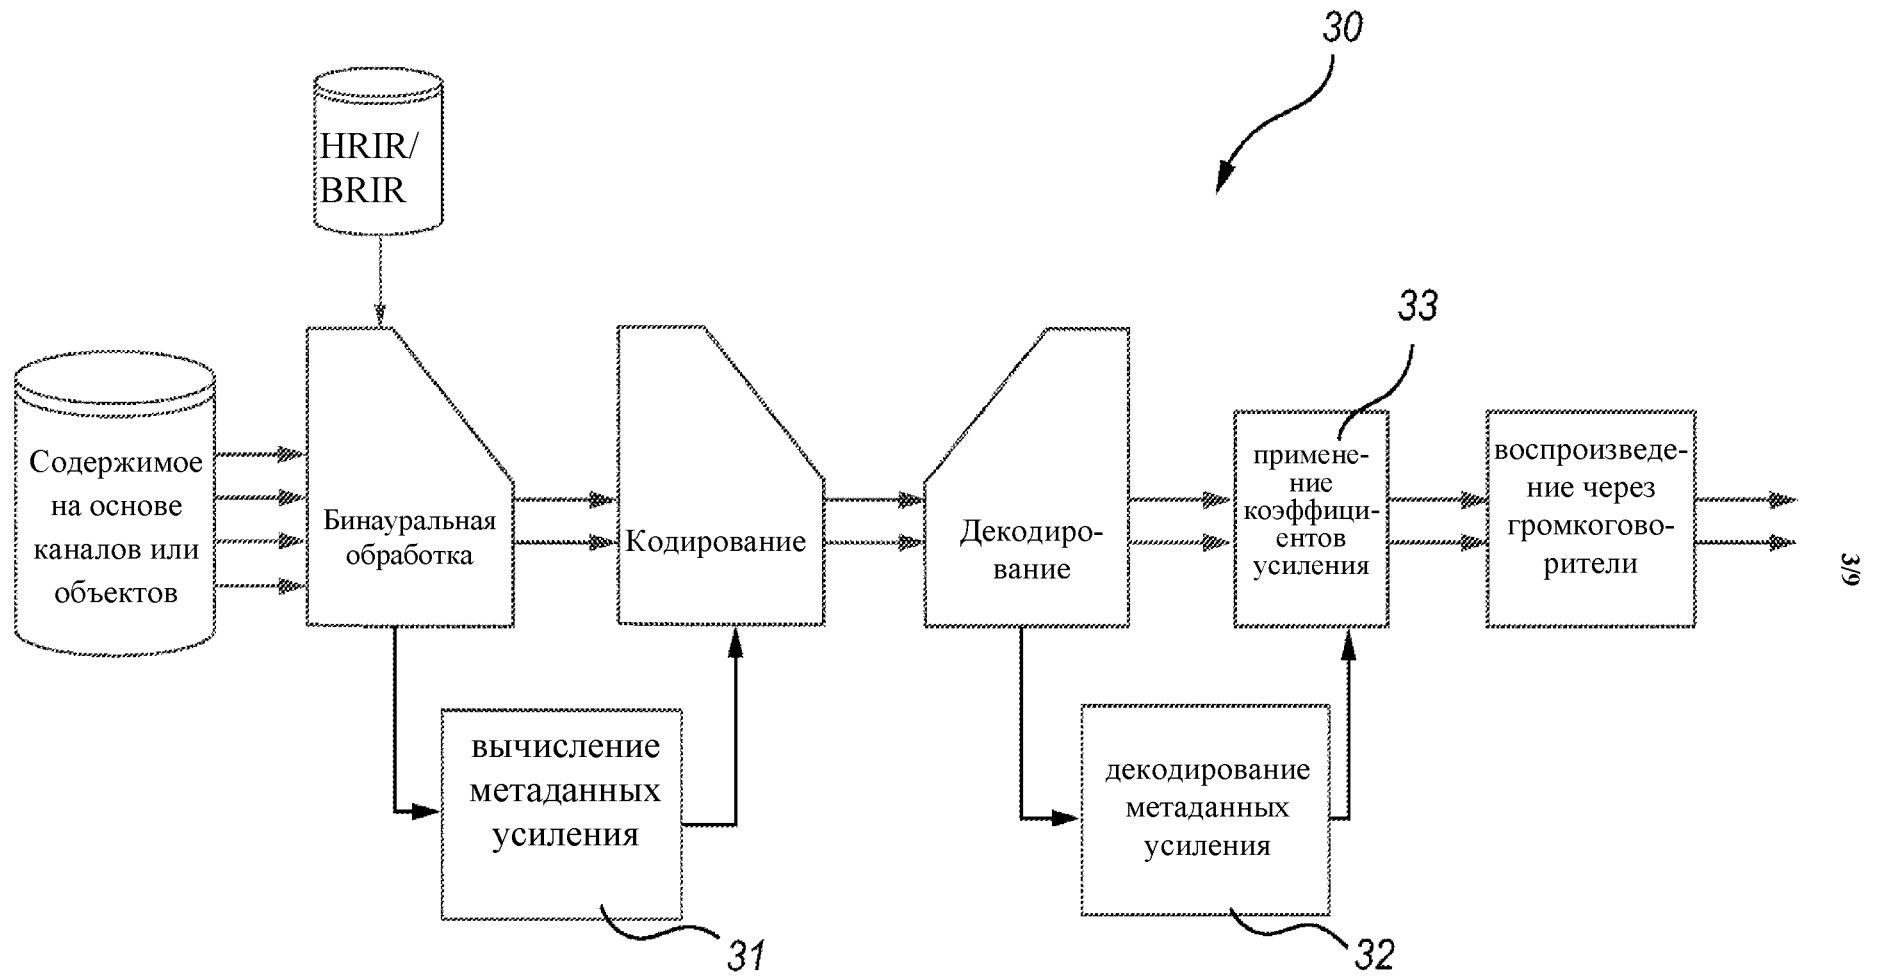 30
HRIR/
BRIR
33
Содержимое
на основе
каналов или
объектов
Бинауральная
обработка
Кодирование
Декодиро-
вание
примене-
ние
коэффици-
ентов
усиления
воспроизведе-
ние через
громкогово-
рители
3/9
вычисление
метаданных
усиления
31
декодирование
метаданных
усиления
32